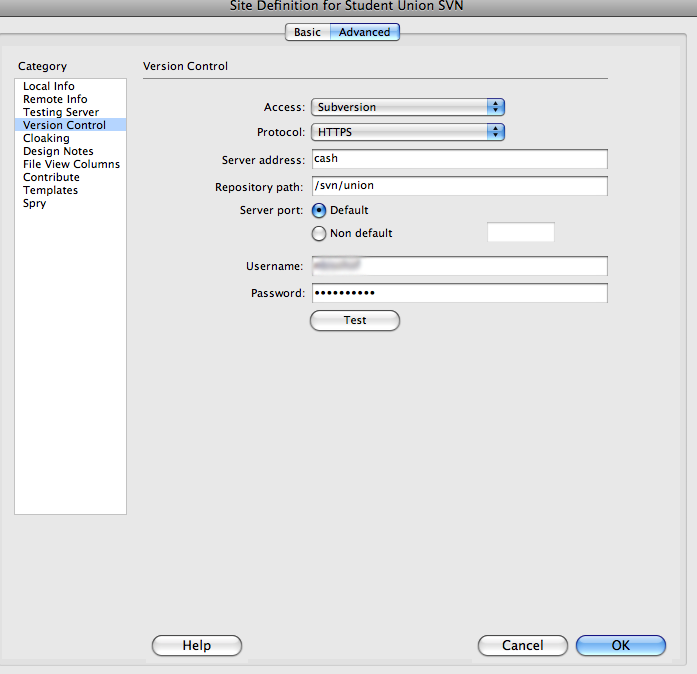 Site Definition for Student Union SVN
Basic Advanced
Category
Local Info
Remote Info
Testing Server
Version Control
Cloaking
Design Notes
File View Columns
Contribute
Templates
Spry
Version Control
Access: Subversion
Protocol: HTTPS
Server address: cash
Repository path: /svn/union
Server port: Default
Non default
Username:
Password: ••••••••••
Test
Help Cancel OK